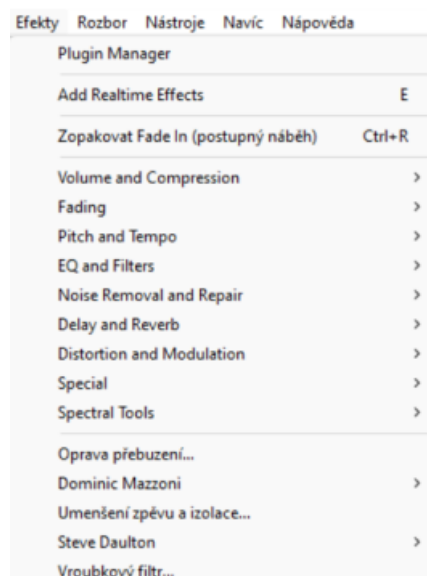 Efekty Rozbor Nástroje Navíc Nápověda
Plugin Manager
Add Realtime Effects E
Zopakovat Fade In (postupný náběh) Ctrl+R
Volume and Compression
Fading
Pitch and Tempo
EQ and Filters
Noise Removal and Repair
Delay and Reverb
Distortion and Modulation
Special
Spectral Tools
Oprava přebuzení...
Dominic Mazzoni
Umenšení zpěvu a izolace...
Steve Daulton
Vroubkový filtr...